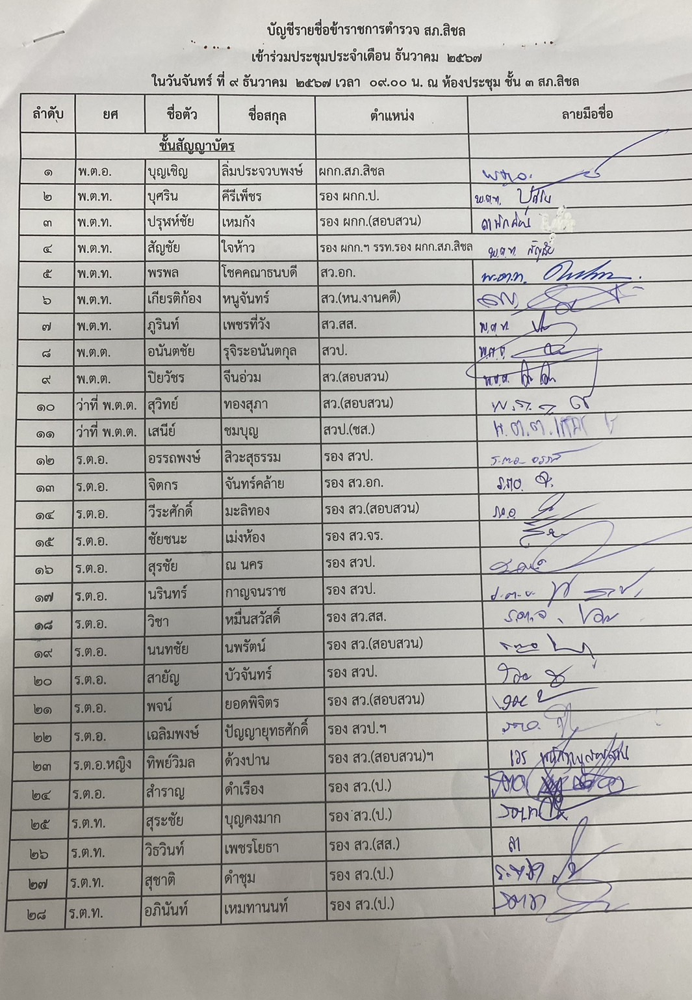 บัญชีรายชื่อข้าราชการตำรวจ สภ.สิชล
เข้าร่วมประชุมประจำเดือน ธันวาคม ๒๕๖๗
ในวันจันทร์ ที่ ๙ ธันวาคม ๒๕๖๗ เวลา ๐๙.๐๐ น. ณ ห้องประชุม ชั้น ๓ สภ.สิชล
ลำดับ ยศ ชื่อตัว ชื่อสกุล ตำแหน่ง ลายมือชื่อ
ชั้นสัญญาบัตร
๑ พ.ต.อ. บุญเชิญ ลิ่มประจวบพงษ์ ผกก.สภ.สิชล
๒ พ.ต.ท. บุศริน คีรีเพ็ชร รอง ผกก.ป. พ.ต.ท.
๓ พ.ต.ท. ปรุฬห์ชัย เหมกัง รอง ผกก.(สอบสวน)
๔ พ.ต.ท. สัญชัย ใจห้าว รอง ผกก.ฯ รรท.รอง ผกก.สภ.สิชล พ.ต.ท. สัญชัย
๕ พ.ต.ท. พรพล โชคคณาธนบดี สว.อก. พ.ต.ท.
๖ พ.ต.ท. เกียรติก้อง หนูจันทร์ สว.(หน.งานคดี)
๗ พ.ต.ท. ภูรินท์ เพชรที่วัง สว.สส. พ.ต.ท.
๘ พ.ต.ต. อนันตชัย รุจิระอนันตกุล สวป. พ.ต.ต.
๙ พ.ต.ต. ปิยวัชร จีนอ่วม สว.(สอบสวน) พ.ต.ต.
๑๐ ว่าที่ พ.ต.ต. สุวิทย์ ทองสุภา สว.(สอบสวน)
๑๑ ว่าที่ พ.ต.ต. เสนีย์ ชมบุญ สวป.(ชส.) พ.ต.ต.
๑๒ ร.ต.อ. อรรถพงษ์ สิวะสุธรรม รอง สวป. ร.ต.อ.
๑๓ ร.ต.อ. จิตกร จันทร์คล้าย รอง สว.อก. ร.ต.อ.
๑๔ ร.ต.อ. วีระศักดิ์ มะลิทอง รอง สว.(สอบสวน)
๑๕ ร.ต.อ. ชัยชนะ เม่งห้อง รอง สว.จร.
๑๖ ร.ต.อ. สุรชัย ณ นคร รอง สวป.
๑๗ ร.ต.อ. นรินทร์ กาญจนราช รอง สวป.
๑๘ ร.ต.อ. วิชา หมื่นสวัสดิ์ รอง สว.สส.
๑๙ ร.ต.อ. นนทชัย นพรัตน์ รอง สว.(สอบสวน)
๒๐ ร.ต.อ. สายัญ บัวจันทร์ รอง สวป.
๒๑ ร.ต.อ. พจน์ ยอดพิจิตร รอง สว.(สอบสวน)
๒๒ ร.ต.อ. เฉลิมพงษ์ ปัญญายุทธศักดิ์ รอง สวป.ฯ
๒๓ ร.ต.อ.หญิง ทิพย์วิมล ด้วงปาน รอง สว.(สอบสวน)ฯ เวร
๒๔ ร.ต.อ. สำราญ ดำเรือง รอง สว.(ป.)
๒๕ ร.ต.ท. สุระชัย บุญคงมาก รอง สว.(ป.)
๒๖ ร.ต.ท. วิธวินท์ เพชรโยธา รอง สว.(สส.) ลา
๒๗ ร.ต.ท. สุชาติ ดำชุม รอง สว.(ป.)
๒๘ ร.ต.ท. อภินันท์ เหมทานนท์ รอง สว.(ป.)